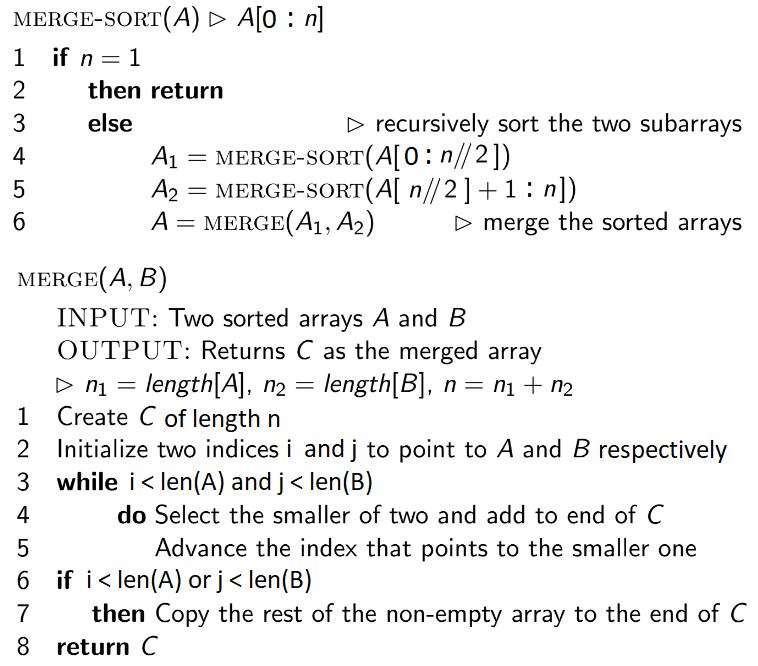 MERGE-SORT(A) ▷ A[0 : n]
1 if n = 1
2 then return
3 else ▷ recursively sort the two subarrays
4 A₁ = MERGE-SORT(A[0 : n//2])
5 A₂ = MERGE-SORT(A[ n//2 ] + 1 : n])
6 A = MERGE(A₁, A₂) ▷ merge the sorted arrays
MERGE(A, B)
INPUT: Two sorted arrays A and B
OUTPUT: Returns C as the merged array
▷ n₁ = length[A], n₂ = length[B], n = n₁ + n₂
1 Create C of length n
2 Initialize two indices i and j to point to A and B respectively
3 while i < len(A) and j < len(B)
4 do Select the smaller of two and add to end of C
5 Advance the index that points to the smaller one
6 if i < len(A) or j < len(B)
7 then Copy the rest of the non-empty array to the end of C
8 return C